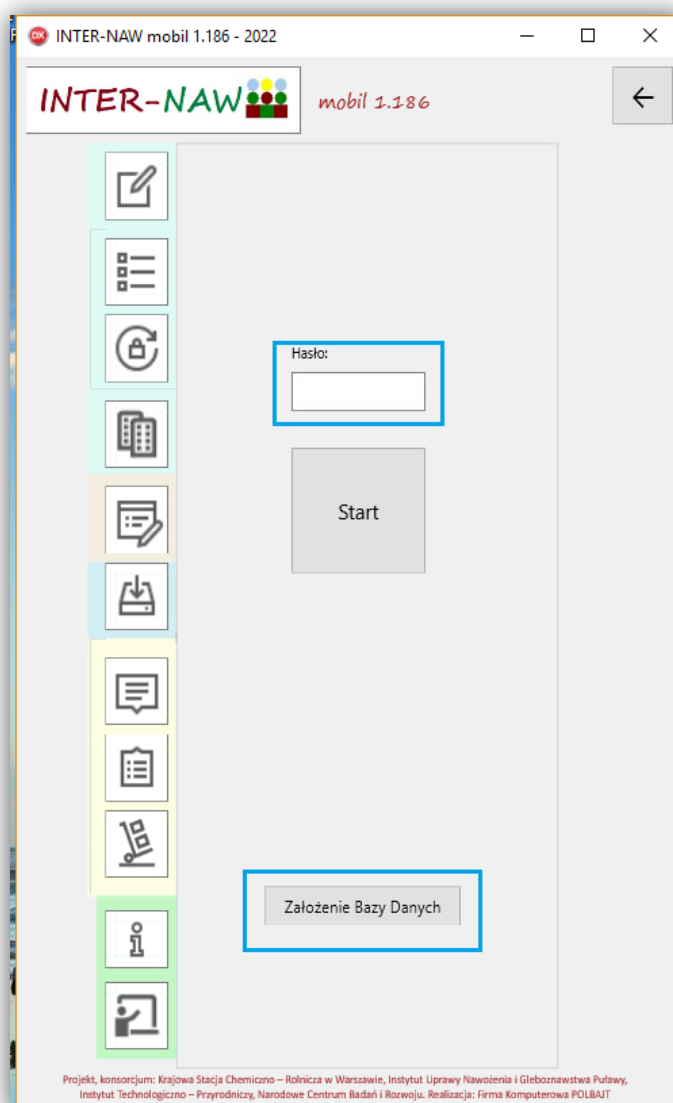 INTER-NAW mobil 1.186 - 2022
INTER-NAW
mobil 1.186
Hasło:
Start
Założenie Bazy Danych
Projekt, konsorcjum: Krajowa Stacja Chemiczno – Rolnicza w Warszawie, Instytut Uprawy Nawożenia i Gleboznawstwa Puławy,
Instytut Technologiczno – Przyrodniczy, Narodowe Centrum Badań i Rozwoju. Realizacja: Firma Komputerowa POLBAJT